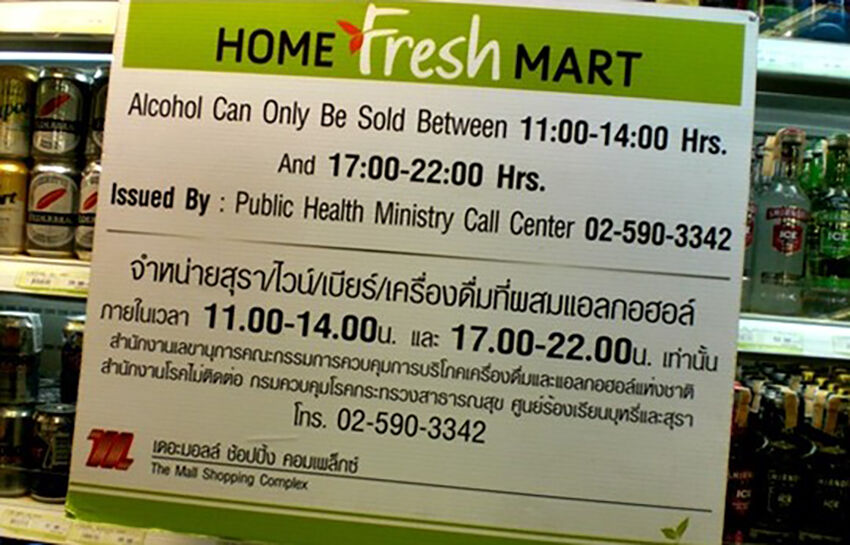 HOME Fresh MART
Alcohol Can Only Be Sold Between 11:00-14:00 Hrs.
And 17:00-22:00 Hrs.
Issued By : Public Health Ministry Call Center 02-590-3342
จำหน่ายสุรา/ไวน์/เบียร์/เครื่องดื่มที่ผสมแอลกอฮอล์
ภายในเวลา 11.00-14.00น. และ 17.00-22.00น. เท่านั้น
สำนักงานเลขานุการคณะกรรมการควบคุมการบริโภคเครื่องดื่มและแอลกอฮอล์แห่งชาติ
สำนักงานโรคไม่ติดต่อ กรมควบคุมโรคกระทรวงสาธารณสุข ศูนย์ร้องเรียนบุหรี่และสุรา
โทร. 02-590-3342
เดอะมอลล์ ช้อปปิ้ง คอมเพล็กซ์
The Mall Shopping Complex
SMIRNOFF
ICE